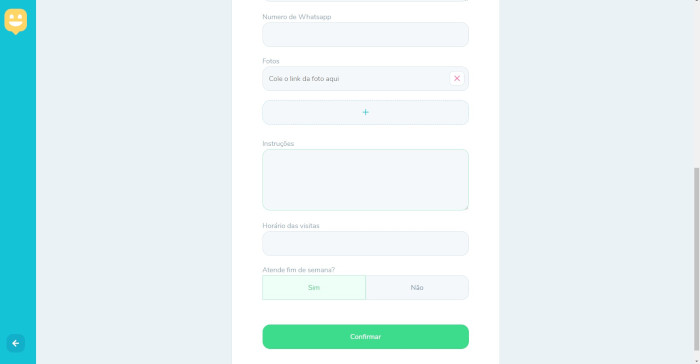 Numero de Whatsapp
Fotos
Cole o link da foto aqui
+
Instruções
Horário das visitas
Atende fim de semana?
Sim
Não
Confirmar